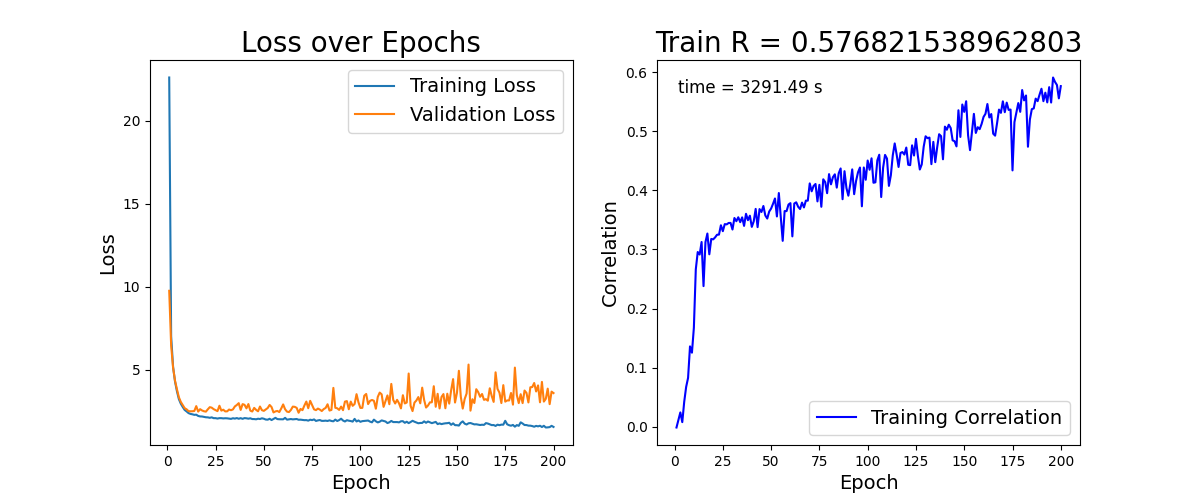 Loss over Epochs
Training Loss
Validation Loss
20
15
10
5
Loss
0
25
50
75
100
125
150
175
200
Epoch
Train R = 0.576821538962803
time = 3291.49 s
0.6
0.5
0.4
0.3
0.2
0.1
0.0
Correlation
Training Correlation
0
25
50
75
100
125
150
175
200
Epoch